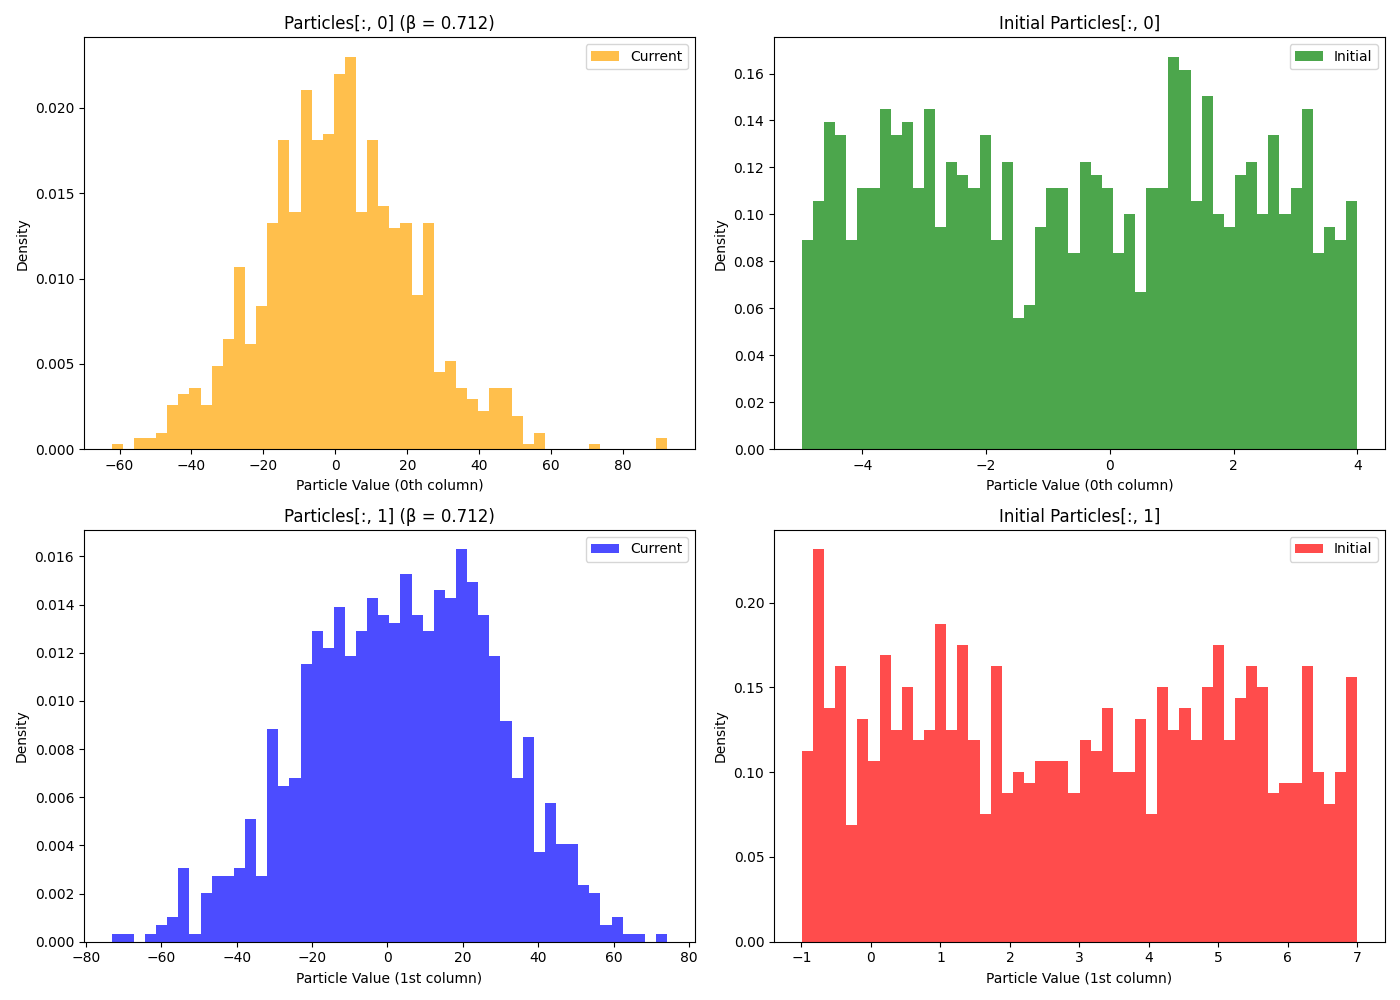 Particles[:, 0] (β = 0.712)
Current
Density
0.020
0.015
0.010
0.005
0.000
−60 −40 −20 0 20 40 60 80
Particle Value (0th column)
Initial Particles[:, 0]
Initial
Density
0.16
0.14
0.12
0.10
0.08
0.06
0.04
0.02
0.00
−4 −2 0 2 4
Particle Value (0th column)
Particles[:, 1] (β = 0.712)
Current
Density
0.016
0.014
0.012
0.010
0.008
0.006
0.004
0.002
0.000
−80 −60 −40 −20 0 20 40 60 80
Particle Value (1st column)
Initial Particles[:, 1]
Initial
Density
0.20
0.15
0.10
0.05
0.00
−1 0 1 2 3 4 5 6 7
Particle Value (1st column)